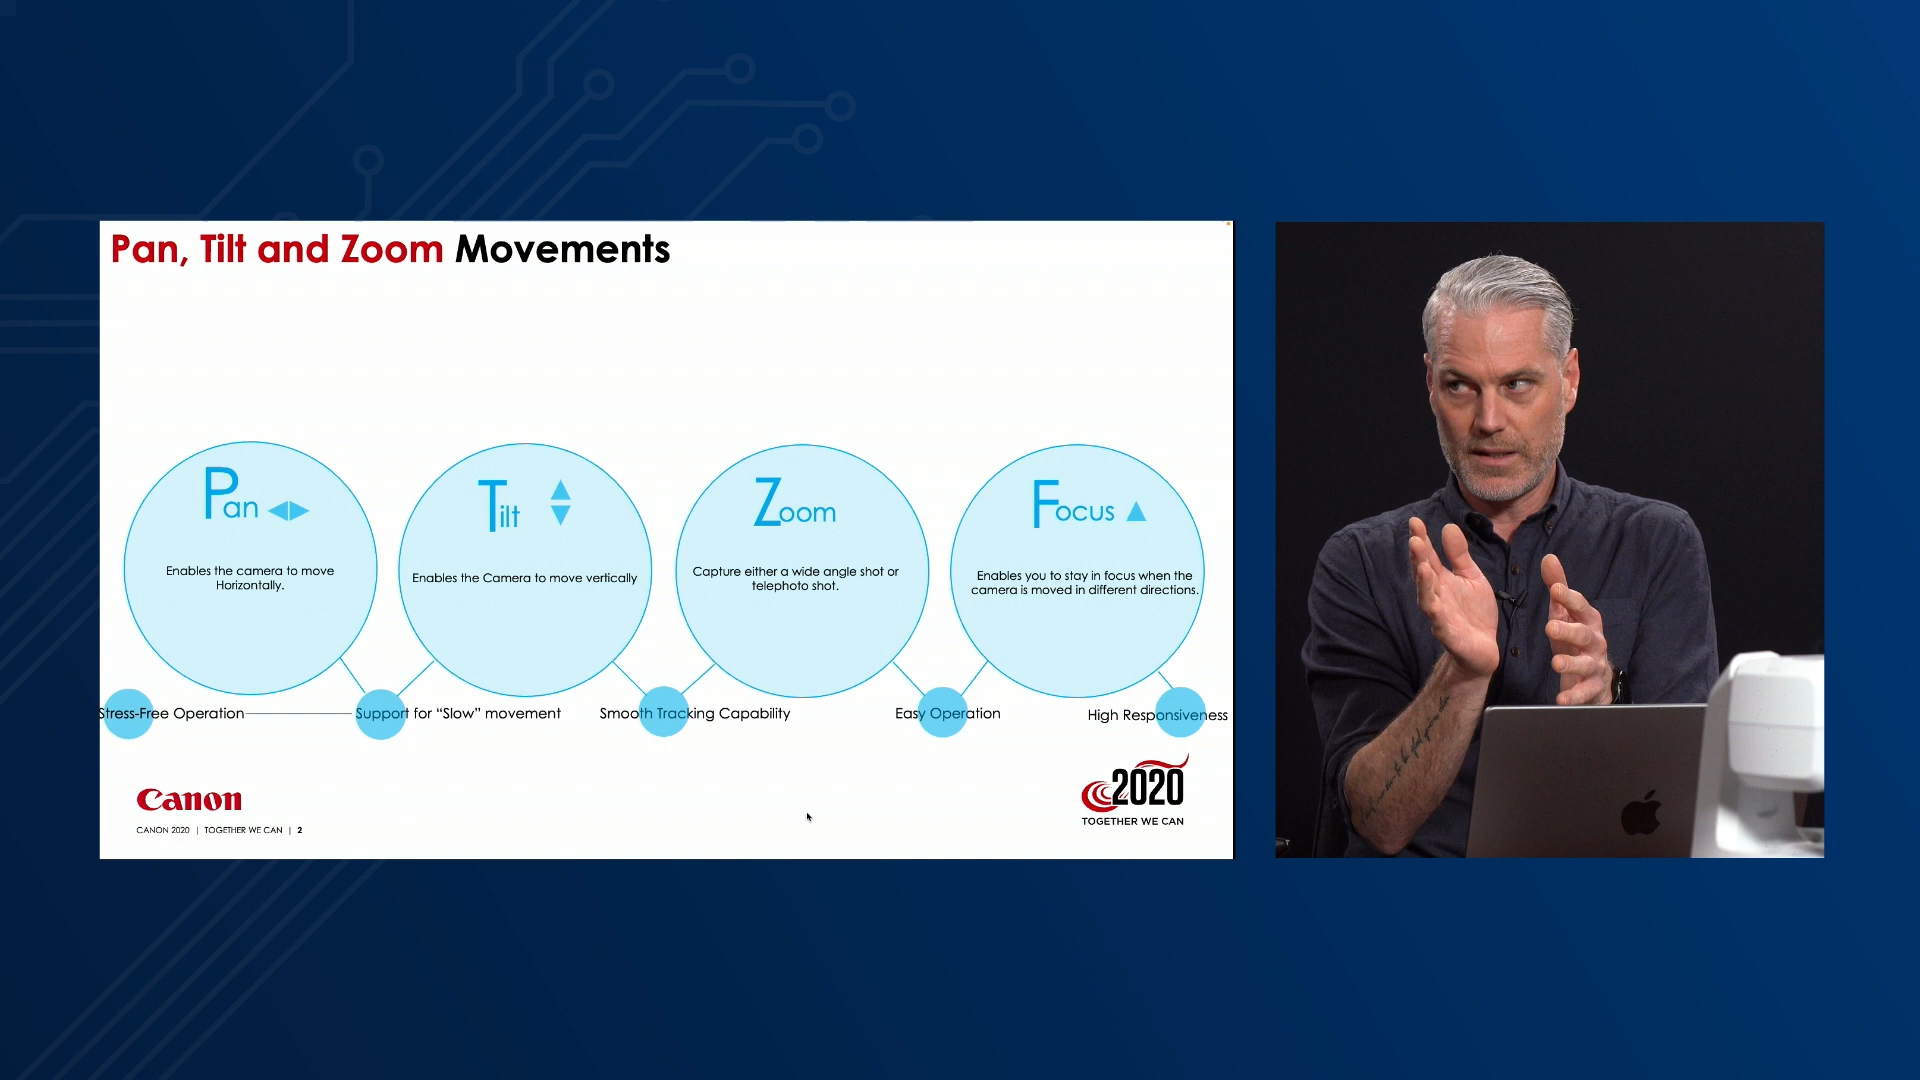 Pan, Tilt and Zoom Movements
Pan
Enables the camera to move
Horizontally.
Tilt
Enables the Camera to move vertically
Zoom
Capture either a wide angle shot or
telephoto shot.
Focus
Enables you to stay in focus when the
camera is moved in different directions.
Stress-Free Operation
Support for “Slow” movement
Smooth Tracking Capability
Easy Operation
High Responsiveness
Canon
CANON 2020 | TOGETHER WE CAN | 2
2020
TOGETHER WE CAN